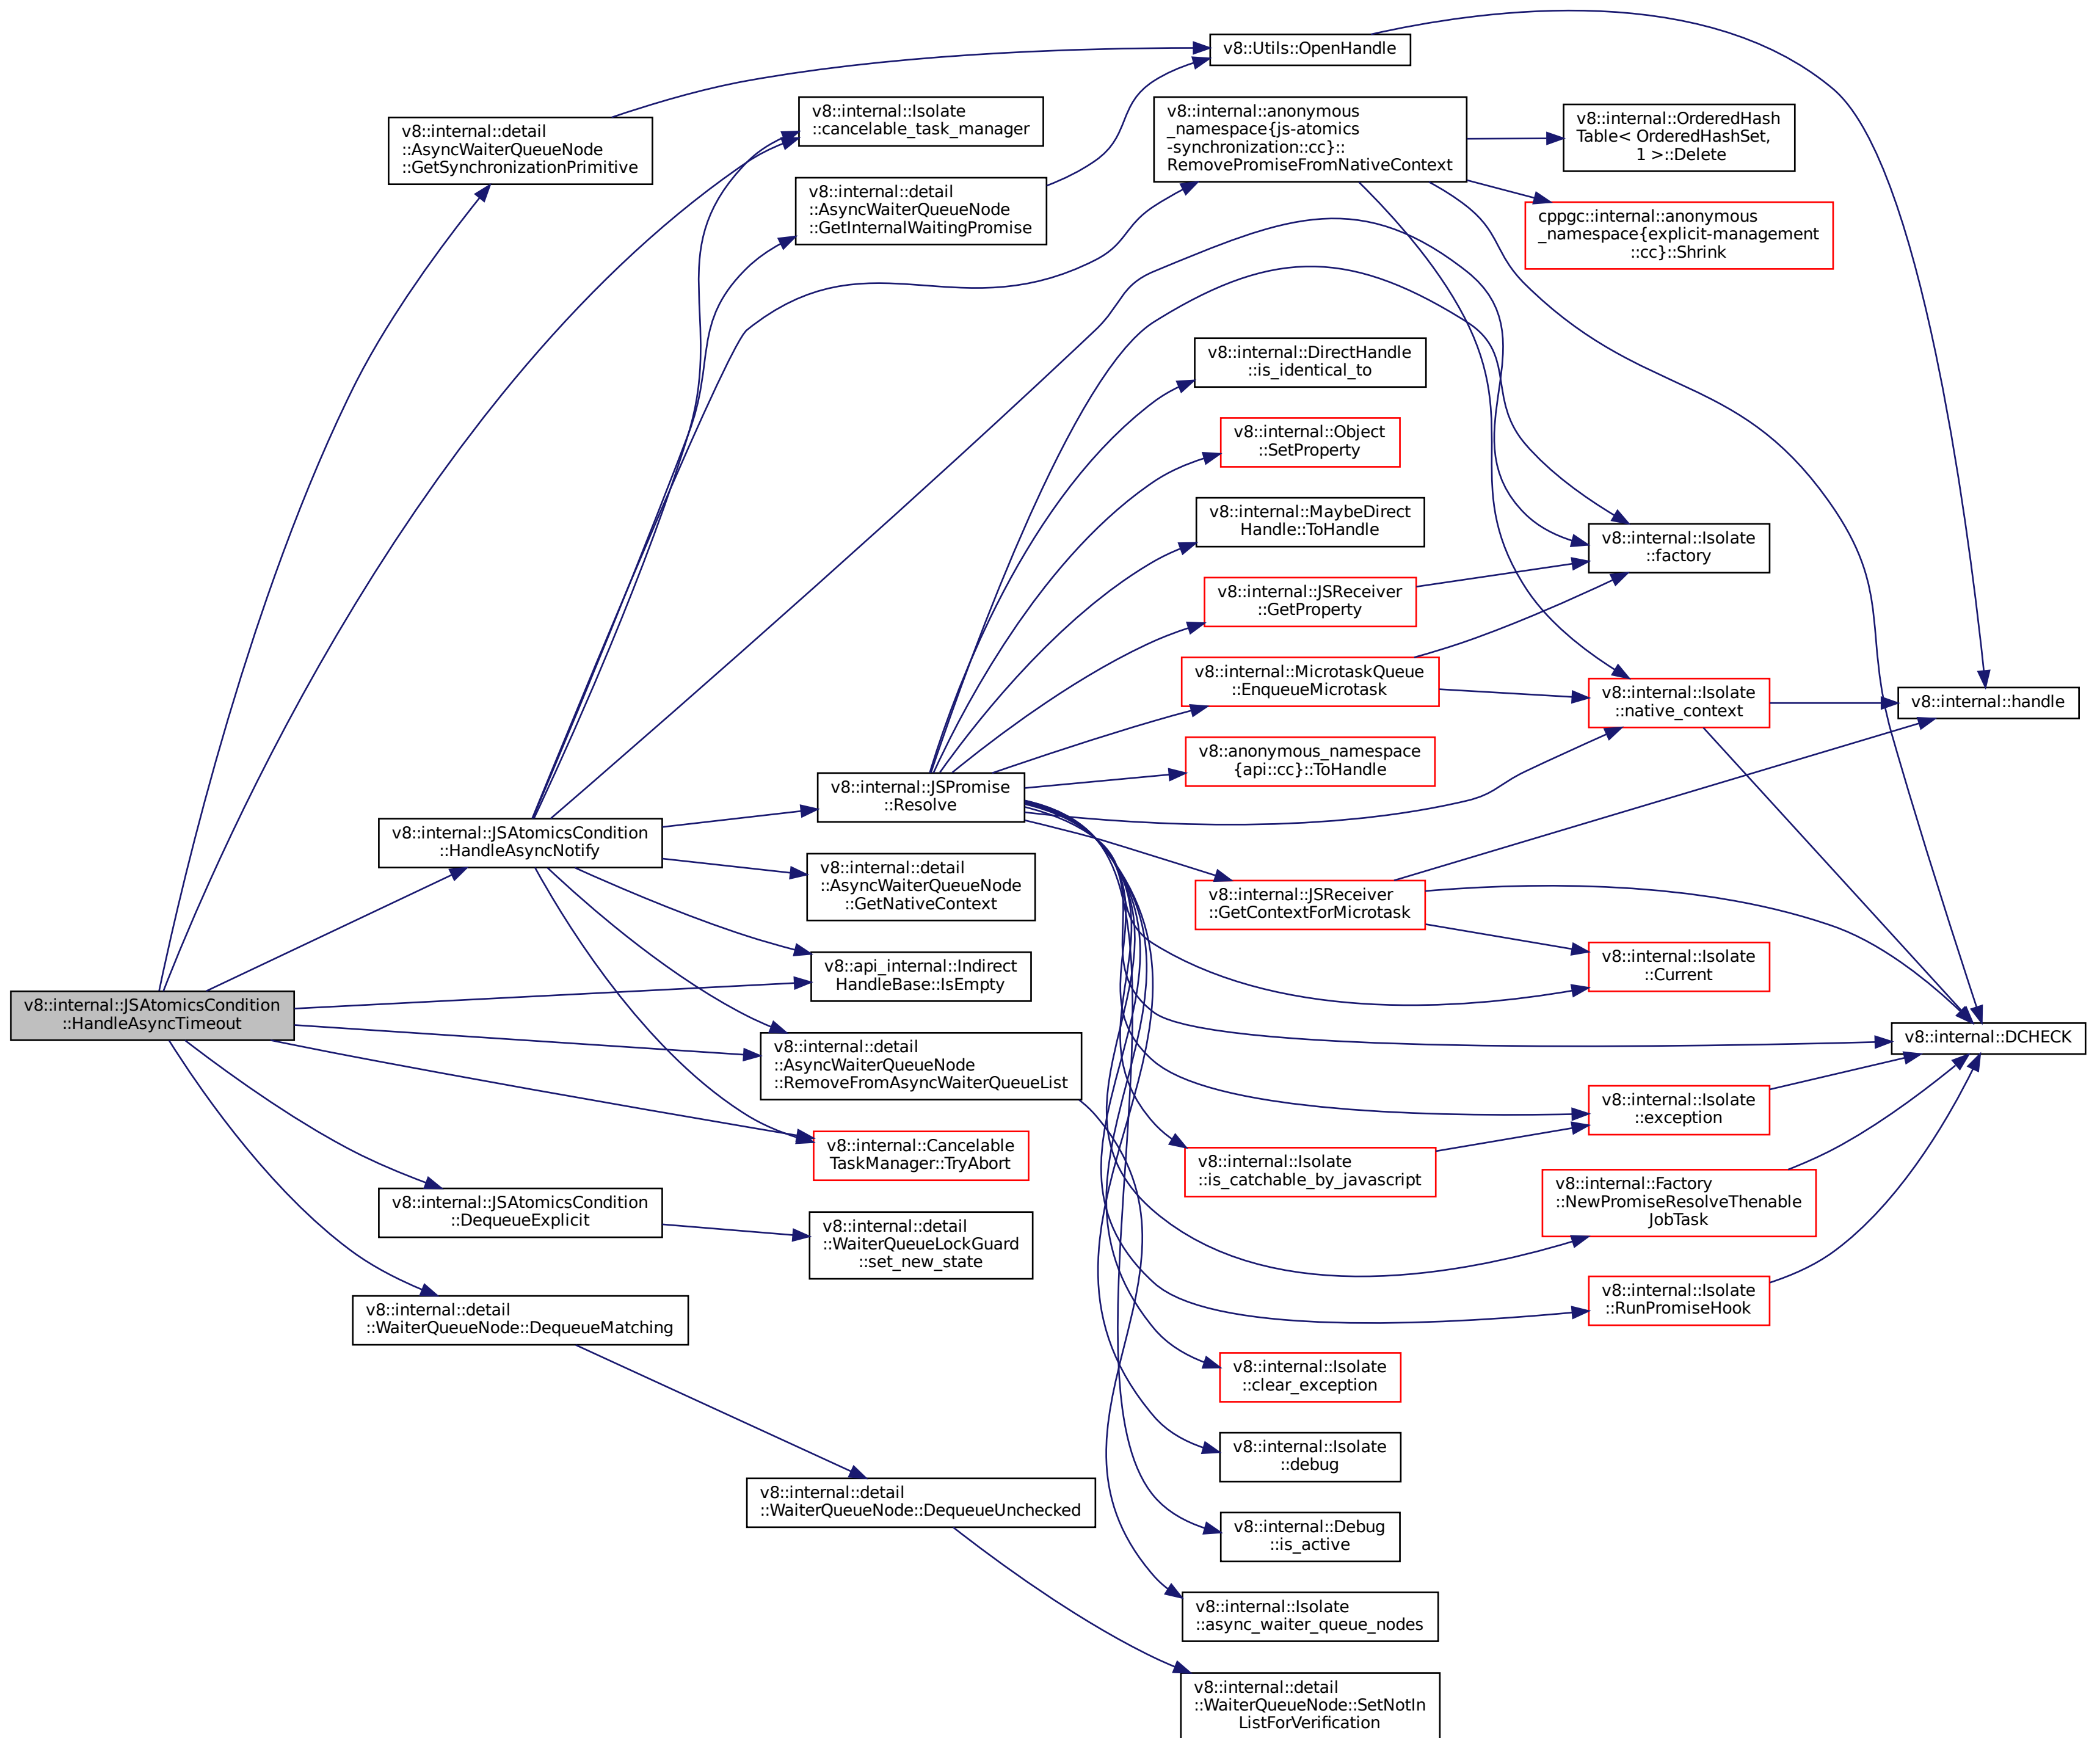 v8::internal::JSAtomicsCondition
::HandleAsyncTimeout
v8::internal::detail
::AsyncWaiterQueueNode
::GetSynchronizationPrimitive
v8::internal::JSAtomicsCondition
::HandleAsyncNotify
v8::internal::JSAtomicsCondition
::DequeueExplicit
v8::internal::detail
::WaiterQueueNode::DequeueMatching
v8::internal::Isolate
::cancelable_task_manager
v8::internal::detail
::AsyncWaiterQueueNode
::GetInternalWaitingPromise
v8::internal::JSPromise
::Resolve
v8::internal::detail
::AsyncWaiterQueueNode
::GetNativeContext
v8::api_internal::Indirect
HandleBase::IsEmpty
v8::internal::detail
::AsyncWaiterQueueNode
::RemoveFromAsyncWaiterQueueList
v8::internal::Cancelable
TaskManager::TryAbort
v8::internal::detail
::WaiterQueueLockGuard
::set_new_state
v8::internal::detail
::WaiterQueueNode::DequeueUnchecked
v8::Utils::OpenHandle
v8::internal::anonymous
_namespace{js-atomics
-synchronization::cc}::
RemovePromiseFromNativeContext
v8::internal::DirectHandle
::is_identical_to
v8::internal::Object
::SetProperty
v8::internal::MaybeDirect
Handle::ToHandle
v8::internal::JSReceiver
::GetProperty
v8::internal::MicrotaskQueue
::EnqueueMicrotask
v8::anonymous_namespace
{api::cc}::ToHandle
v8::internal::JSReceiver
::GetContextForMicrotask
v8::internal::Isolate
::is_catchable_by_javascript
v8::internal::Isolate
::clear_exception
v8::internal::Isolate
::debug
v8::internal::Debug
::is_active
v8::internal::Isolate
::async_waiter_queue_nodes
v8::internal::detail
::WaiterQueueNode::SetNotIn
ListForVerification
v8::internal::OrderedHash
Table< OrderedHashSet,
1 >::Delete
cppgc::internal::anonymous
_namespace{explicit-management
::cc}::Shrink
v8::internal::Isolate
::factory
v8::internal::Isolate
::native_context
v8::internal::Isolate
::Current
v8::internal::Isolate
::exception
v8::internal::Factory
::NewPromiseResolveThenable
JobTask
v8::internal::Isolate
::RunPromiseHook
v8::internal::handle
v8::internal::DCHECK